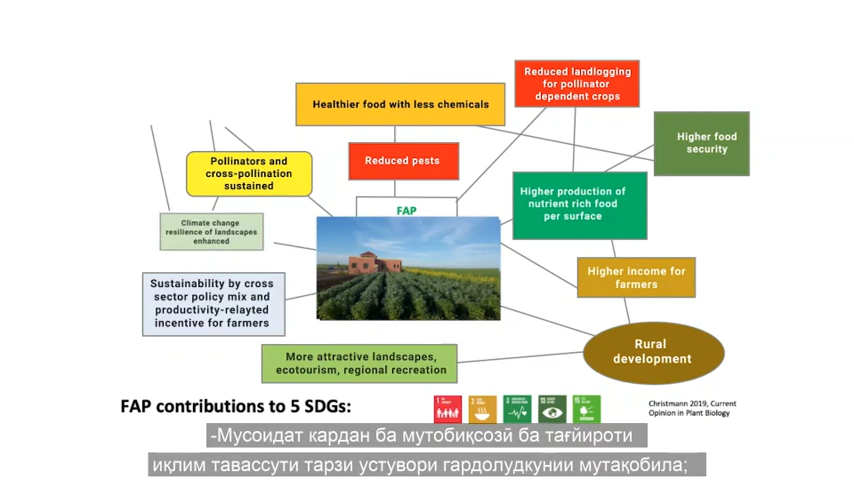 Reduced landlogging
for pollinator
dependent crops
Healthier food with less chemicals
Higher food
security
Reduced pests
Pollinators and
cross-pollination
sustained
Higher production of
nutrient rich food
per surface
FAP
Climate change
resilience of landscapes
enhanced
Higher income for
farmers
Sustainability by cross
sector policy mix and
productivity-relayted
incentive for farmers
Rural
development
More attractive landscapes,
ecotourism, regional recreation
FAP contributions to 5 SDGs:
Christmann 2019, Current
Opinion in Plant Biology
-Мусоидат кардан ба мутобиқсозӣ ба тағйироти
иқлим тавассути тарзи устувори гардолудкунии мутақобила;